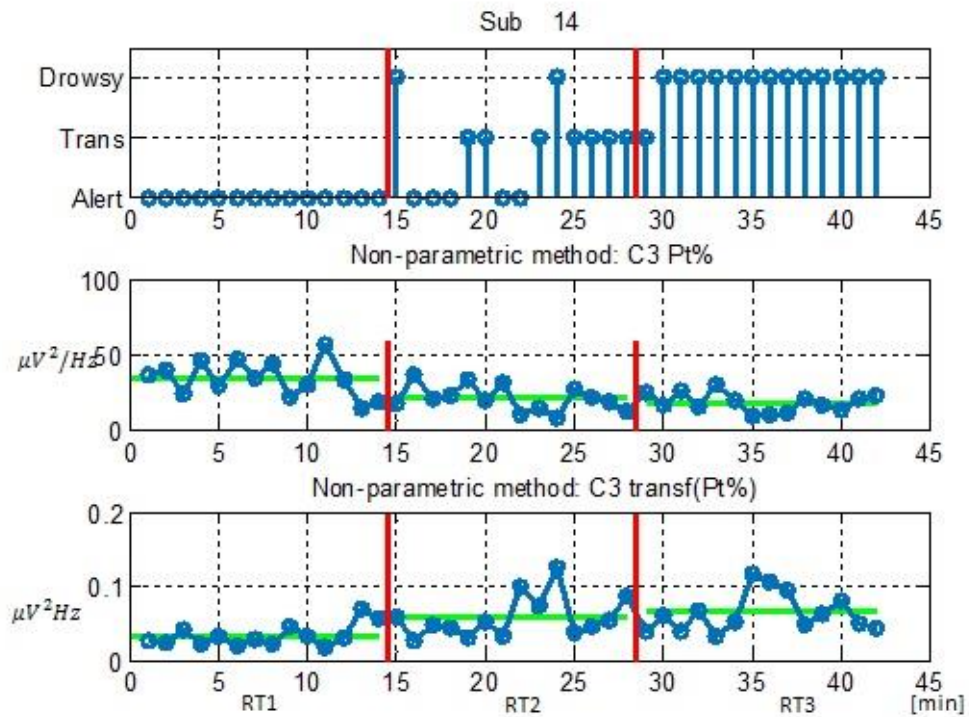 Sub 14
Drowsy
Trans
Alert
0 5 10 15 20 25 30 35 40 45
Non-parametric method: C3 Pt%
100
μV²/Hz 50
0
0 5 10 15 20 25 30 35 40 45
Non-parametric method: C3 transf(Pt%)
0.2
0.1
μV²Hz
0
0 5 10 15 20 25 30 35 40 45
RT1 RT2 RT3 [min]